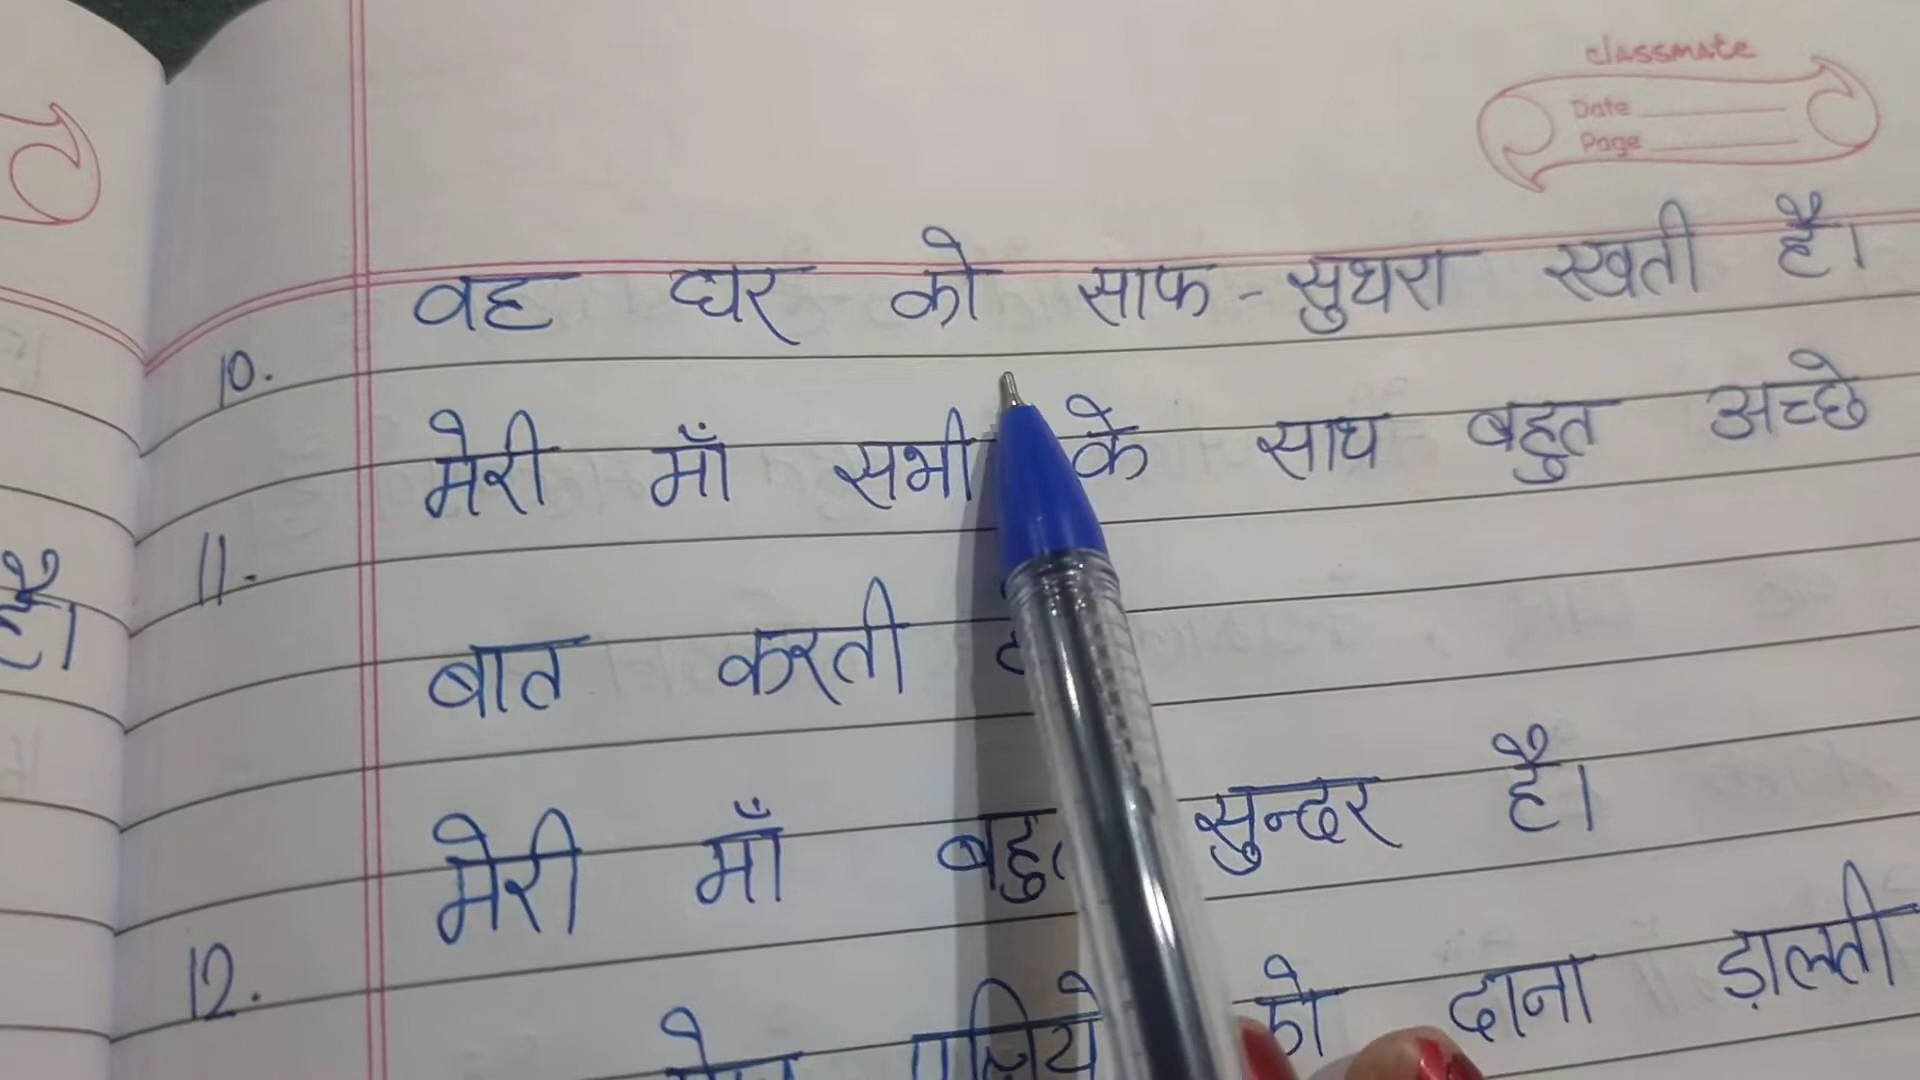 classmate
Date
Page
वह घर को साफ - सुथरा रखती है।
10.
मेरी माँ सभी के साथ बहुत अच्छे
11.
बात करती
मेरी माँ सुन्दर है।
12.
को दाना ड़ालती
है।